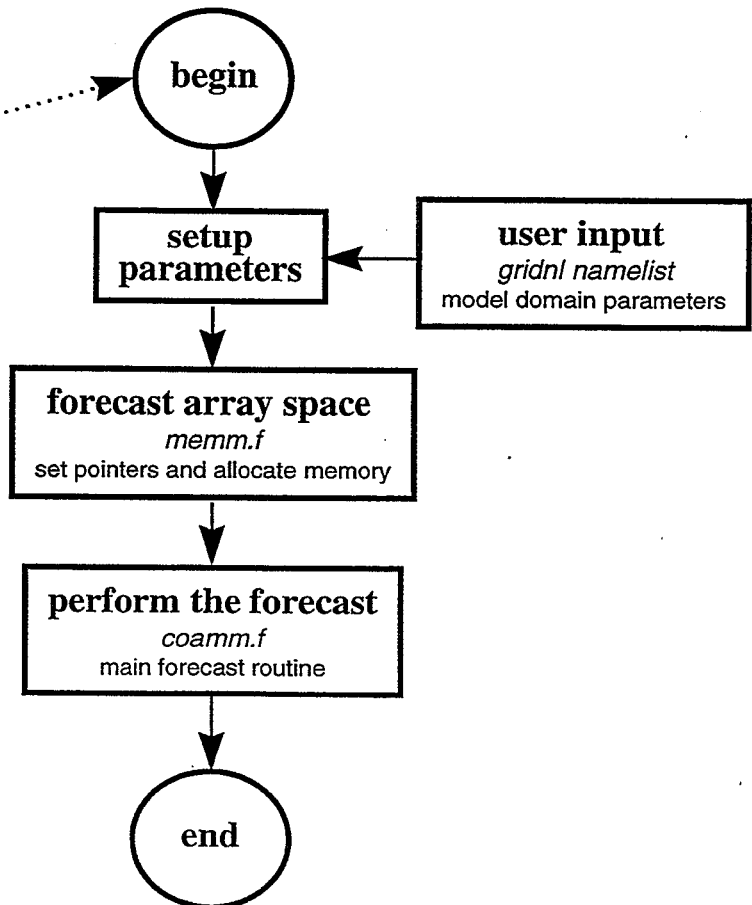 begin
setup
parameters
user input
gridnl namelist
model domain parameters
forecast array space
memm.f
set pointers and allocate memory
perform the forecast
coamm.f
main forecast routine
end